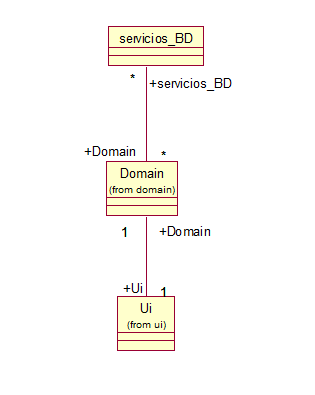 servicios_BD
*
+servicios_BD
+Domain
*
Domain
(from domain)
1
+Domain
+Ui
1
Ui
(from ui)